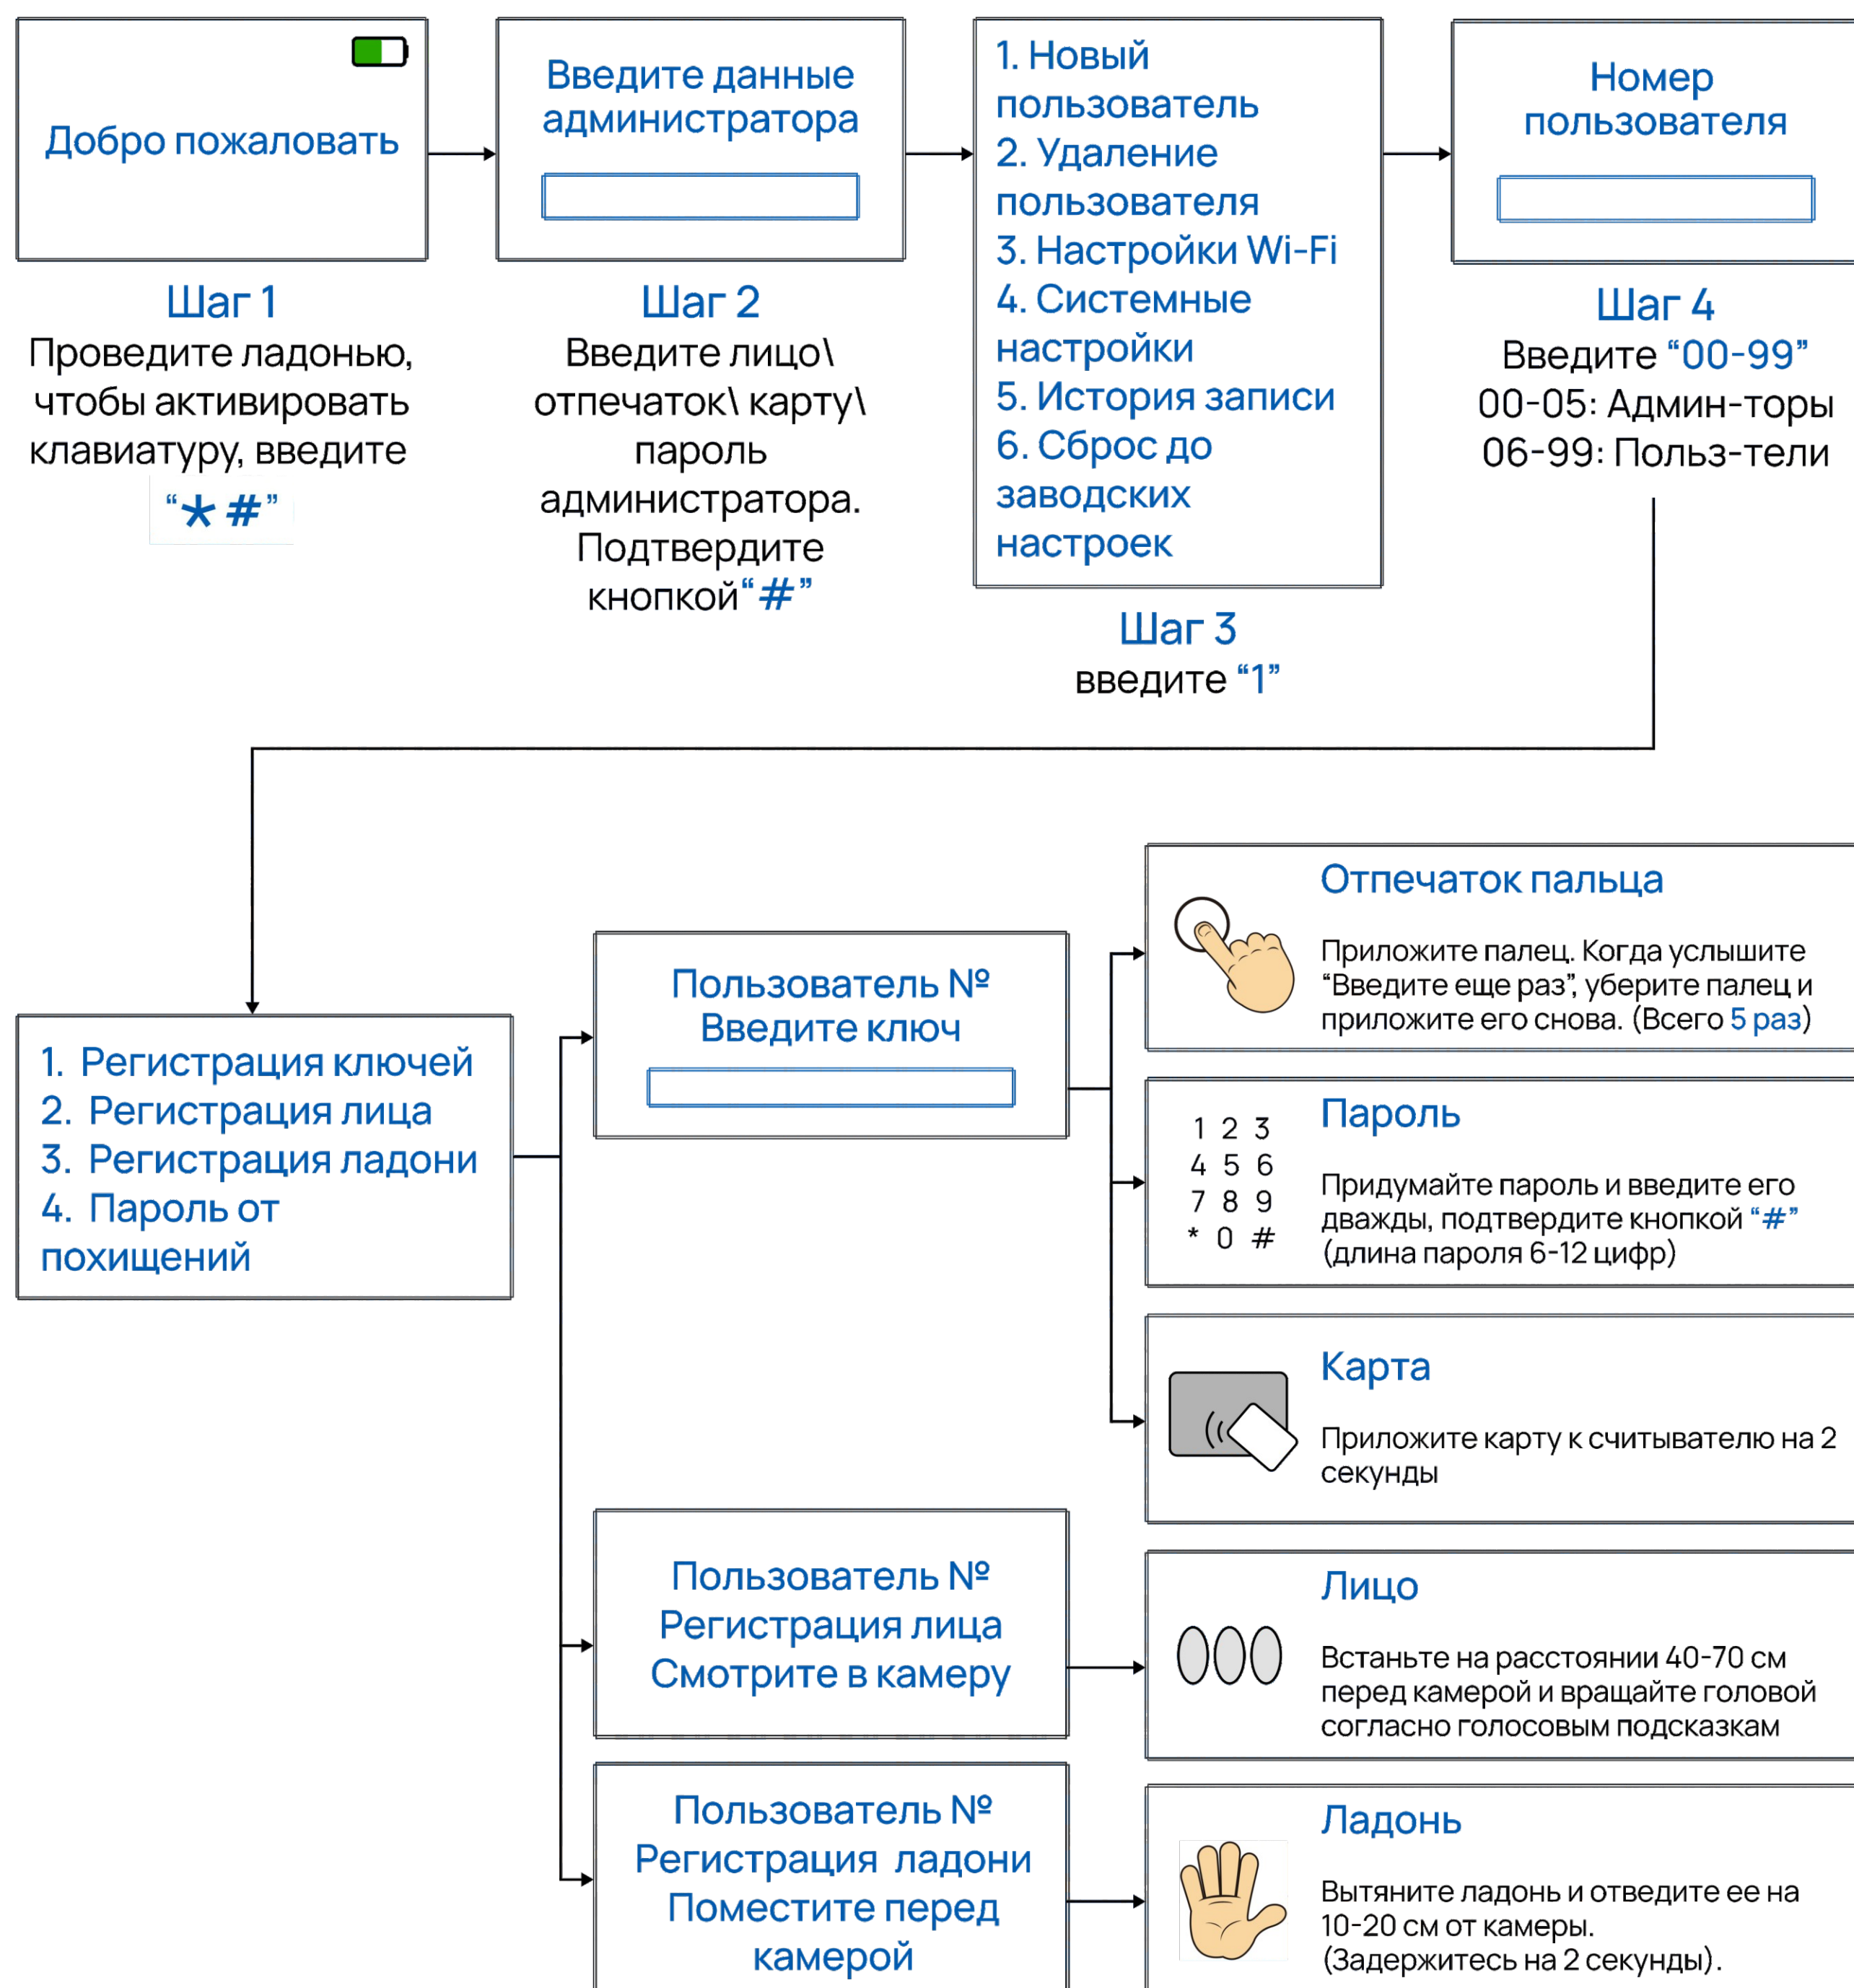 Добро пожаловать
Шаг 1
Проведите ладонью,
чтобы активировать
клавиатуру, введите
“* #”
Введите данные
администратора
Шаг 2
Введите лицо\
отпечаток\ карту\
пароль
администратора.
Подтвердите
кнопкой“#”
1. Новый
пользователь
2. Удаление
пользователя
3. Настройки Wi-Fi
4. Системные
настройки
5. История записи
6. Сброс до
заводских
настроек
Шаг 3
введите “1”
Номер
пользователя
Шаг 4
Введите “00-99”
00-05: Админ-торы
06-99: Польз-тели
1. Регистрация ключей
2. Регистрация лица
3. Регистрация ладони
4. Пароль от
похищений
Пользователь №
Введите ключ
Отпечаток пальца
Приложите палец. Когда услышите
“Введите еще раз”, уберите палец и
приложите его снова. (Всего 5 раз)
1 2 3
4 5 6
7 8 9
* 0 #
Пароль
Придумайте пароль и введите его
дважды, подтвердите кнопкой “#”
(длина пароля 6-12 цифр)
Карта
Приложите карту к считывателю на 2
секунды
Пользователь №
Регистрация лица
Смотрите в камеру
Лицо
Встаньте на расстоянии 40-70 см
перед камерой и вращайте головой
согласно голосовым подсказкам
Пользователь №
Регистрация ладони
Поместите перед
камерой
Ладонь
Вытяните ладонь и отведите ее на
10-20 см от камеры.
(Задержитесь на 2 секунды).